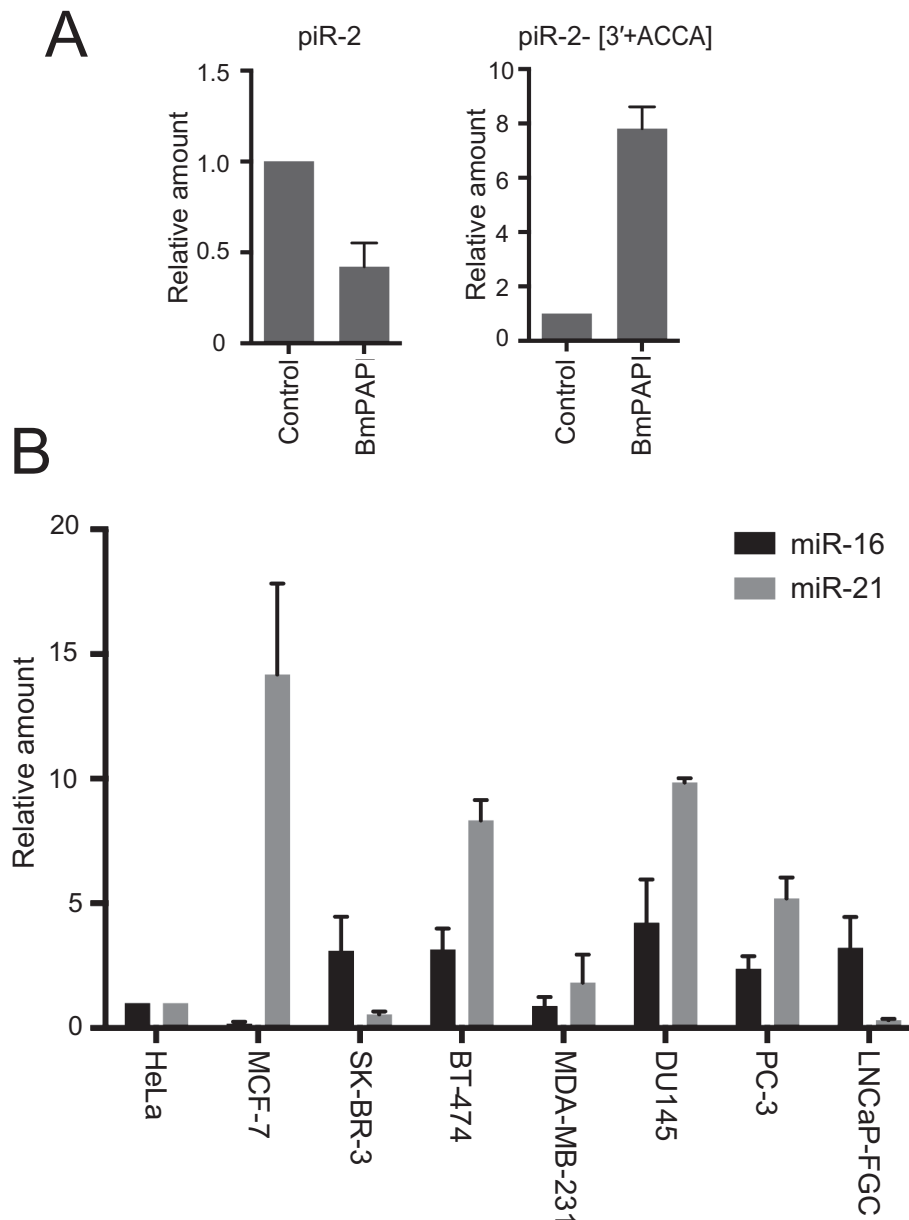 A
piR-2
piR-2- [3′+ACCA]
Relative amount
1.5
1.0
0.5
0
Control
BmPAPI
Relative amount
10
8
6
4
2
0
Control
BmPAPI
B
Relative amount
20
15
10
5
0
miR-16
miR-21
HeLa
MCF-7
SK-BR-3
BT-474
MDA-MB-231
DU145
PC-3
LNCaP-FGC